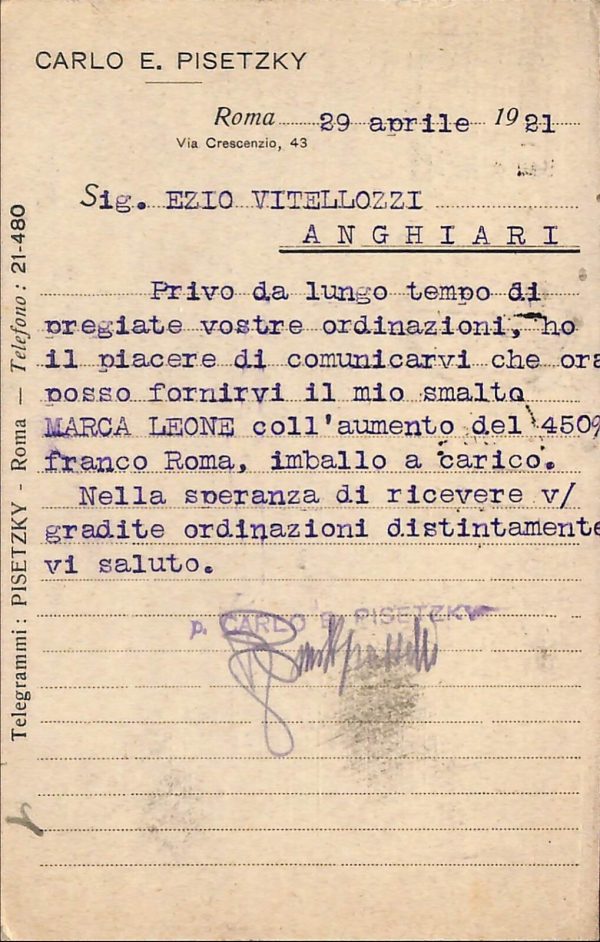 CARLO E. PISETZKY
Roma 29 aprile 1921
Via Crescenzio, 43
Sig. EZIO VITELLOZZI
ANGHIARI
Privo da lungo tempo di
pregiate vostre ordinazioni, ho
il piacere di comunicarvi che ora
posso fornirvi il mio smalto
MARCA LEONE coll'aumento del 450%
franco Roma, imballo a carico.
Nella speranza di ricevere v/
gradite ordinazioni distintamente
vi saluto.
p. CARLO E. PISETZKY
Telegrammi: PISETZKY - Roma — Telefono: 21-480